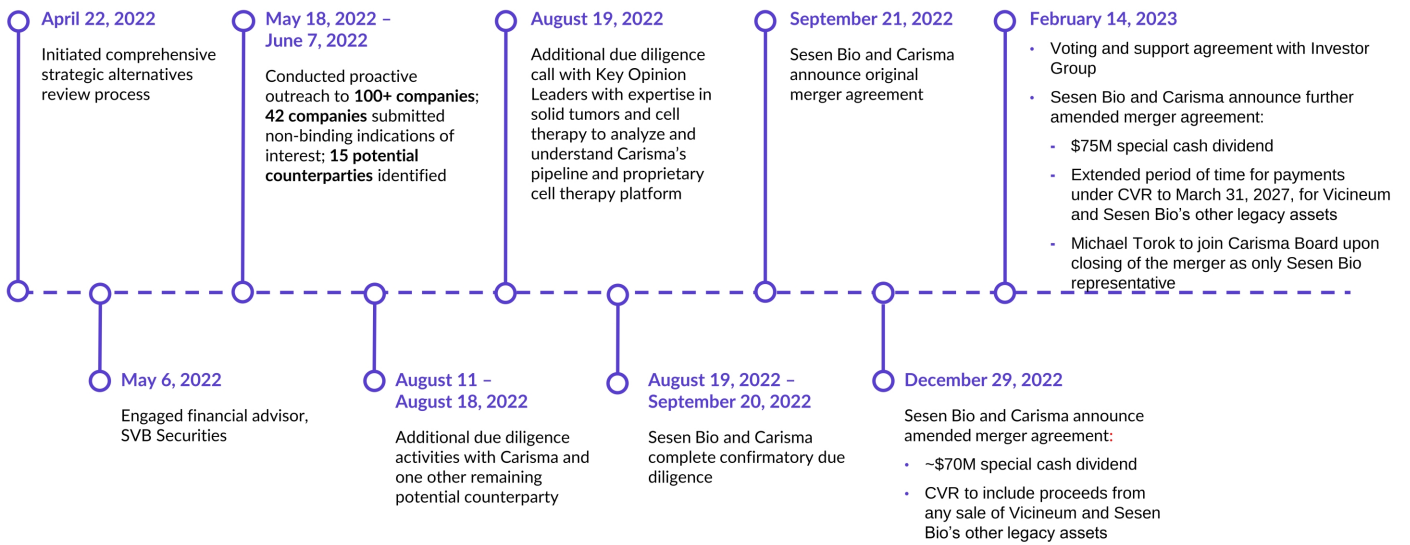 April 22, 2022
Initiated comprehensive
strategic alternatives
review process
May 18, 2022 –
June 7, 2022
Conducted proactive
outreach to 100+ companies;
42 companies submitted
non-binding indications of
interest; 15 potential
counterparties identified
August 19, 2022
Additional due diligence
call with Key Opinion
Leaders with expertise in
solid tumors and cell
therapy to analyze and
understand Carisma's
pipeline and proprietary
cell therapy platform
September 21, 2022
Sesen Bio and Carisma
announce original
merger agreement
February 14, 2023
• Voting and support agreement with Investor
Group
• Sesen Bio and Carisma announce further
amended merger agreement:
- $75M special cash dividend
- Extended period of time for payments
under CVR to March 31, 2027, for Vicineum
and Sesen Bio's other legacy assets
- Michael Torok to join Carisma Board upon
closing of the merger as only Sesen Bio
representative
May 6, 2022
Engaged financial advisor,
SVB Securities
August 11 –
August 18, 2022
Additional due diligence
activities with Carisma and
one other remaining
potential counterparty
August 19, 2022 –
September 20, 2022
Sesen Bio and Carisma
complete confirmatory due
diligence
December 29, 2022
Sesen Bio and Carisma announce
amended merger agreement:
• ~$70M special cash dividend
• CVR to include proceeds from
any sale of Vicineum and Sesen
Bio's other legacy assets